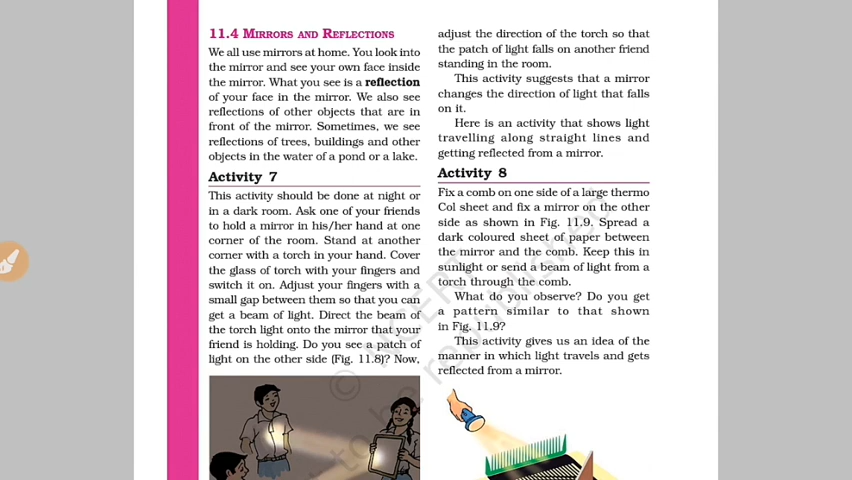 11.4 MIRRORS AND REFLECTIONS
We all use mirrors at home. You look into
the mirror and see your own face inside
the mirror. What you see is a reflection
of your face in the mirror. We also see
reflections of other objects that are in
front of the mirror. Sometimes, we see
reflections of trees, buildings and other
objects in the water of a pond or a lake.
Activity 7
This activity should be done at night or
in a dark room. Ask one of your friends
to hold a mirror in his/her hand at one
corner of the room. Stand at another
corner with a torch in your hand. Cover
the glass of torch with your fingers and
switch it on. Adjust your fingers with a
small gap between them so that you can
get a beam of light. Direct the beam of
the torch light onto the mirror that your
friend is holding. Do you see a patch of
light on the other side (Fig. 11.8)? Now,
adjust the direction of the torch so that
the patch of light falls on another friend
standing in the room.
This activity suggests that a mirror
changes the direction of light that falls
on it.
Here is an activity that shows light
travelling along straight lines and
getting reflected from a mirror.
Activity 8
Fix a comb on one side of a large thermo
Col sheet and fix a mirror on the other
side as shown in Fig. 11.9. Spread a
dark coloured sheet of paper between
the mirror and the comb. Keep this in
sunlight or send a beam of light from a
torch through the comb.
What do you observe? Do you get
a pattern similar to that shown
in Fig. 11.9?
This activity gives us an idea of the
manner in which light travels and gets
reflected from a mirror.
© NCERT
to be republished